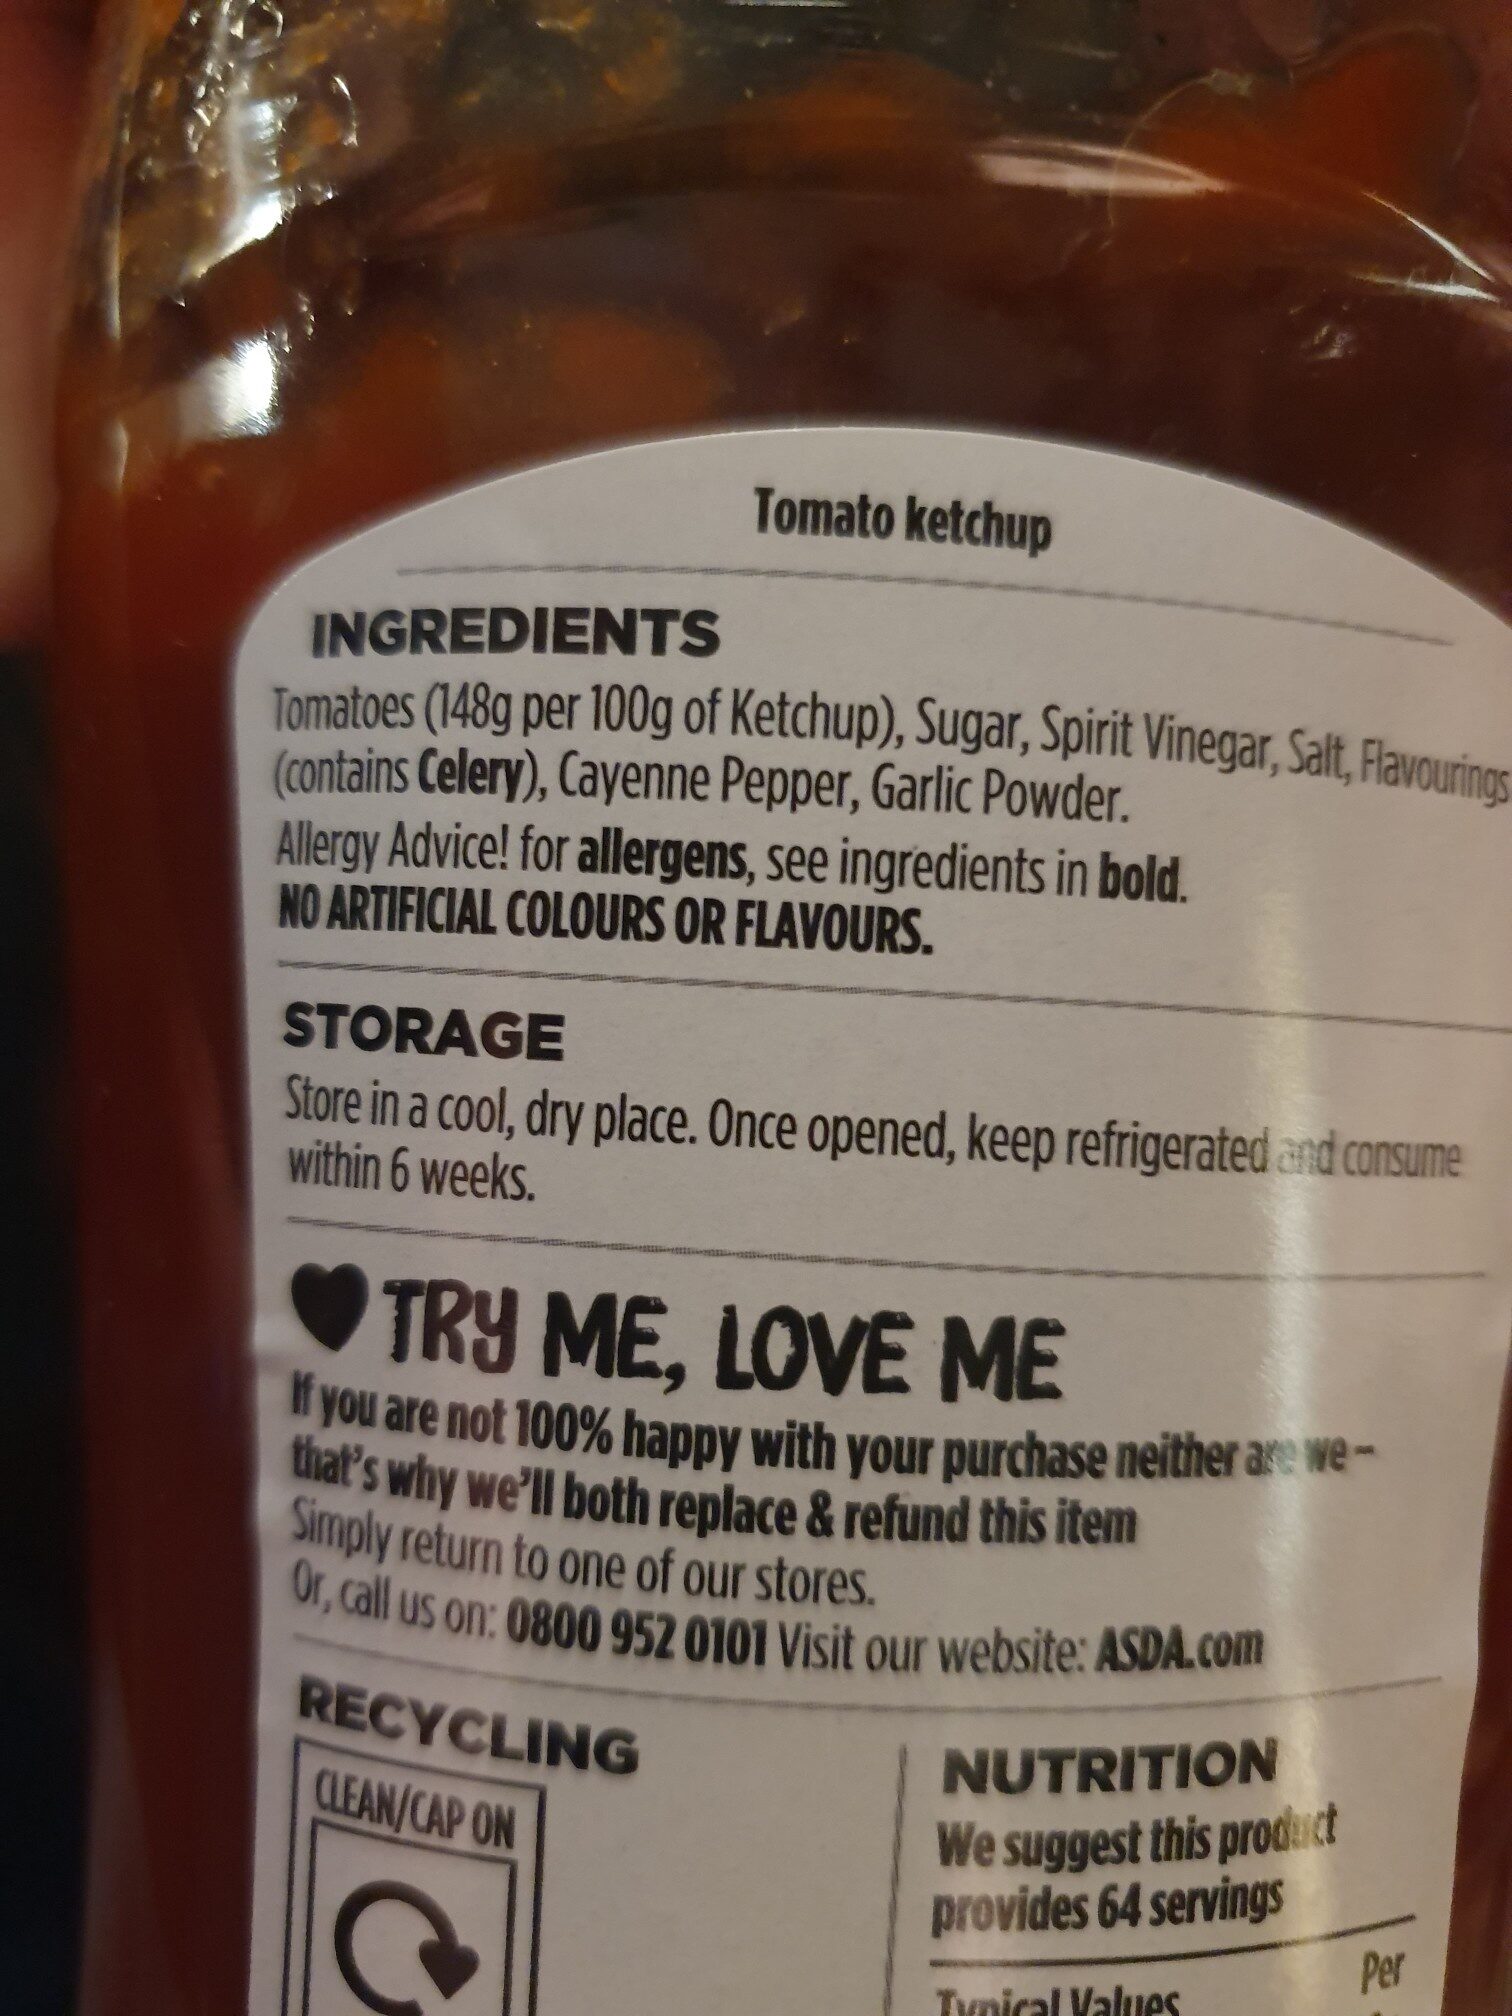 Tomato ketchup
INGREDIENTS
Tomatoes (148g per 100g of Ketchup), Sugar, Spirit Vinegar, Salt, Flavourings
(contains Celery), Cayenne Pepper, Garlic Powder.
Allergy Advice! for allergens, see ingredients in bold.
NO ARTIFICIAL COLOURS OR FLAVOURS.
STORAGE
Store in a cool, dry place. Once opened, keep refrigerated and consume
within 6 weeks.
TRY ME, LOVE ME
If you are not 100% happy with your purchase neither are we –
that's why we'll both replace & refund this item
Simply return to one of our stores.
Or, call us on: 0800 952 0101 Visit our website: ASDA.com
RECYCLING
CLEAN/CAP ON
NUTRITION
We suggest this product
provides 64 servings
Typical Values
Per